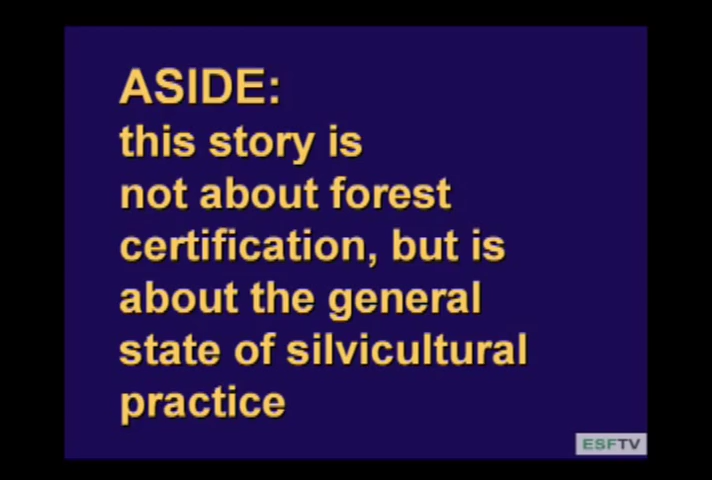 ASIDE:
this story is
not about forest
certification, but is
about the general
state of silvicultural
practice
ESFTV